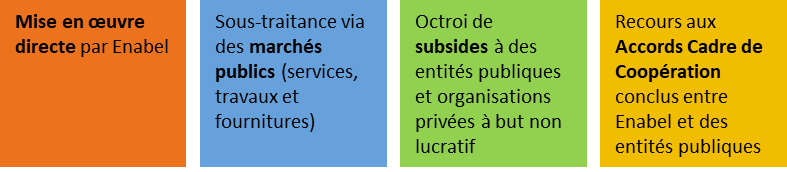 Mise en œuvre
directe par Enabel
Sous-traitance via
des marchés
publics (services,
travaux et
fournitures)
Octroi de
subsides à des
entités publiques
et organisations
privées à but non
lucratif
Recours aux
Accords Cadre de
Coopération
conclus entre
Enabel et des
entités publiques